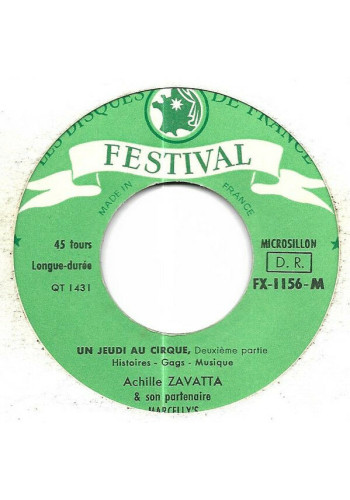 LES DISQUES DE FRANCE
FESTIVAL
MADE IN FRANCE
45 tours
Longue-durée
QT 1431
MICROSILLON
D. R.
FX-1156-M
UN JEUDI AU CIRQUE, Deuxième partie
Histoires - Gags - Musique
Achille ZAVATTA
& son partenaire
MARCELLY'S